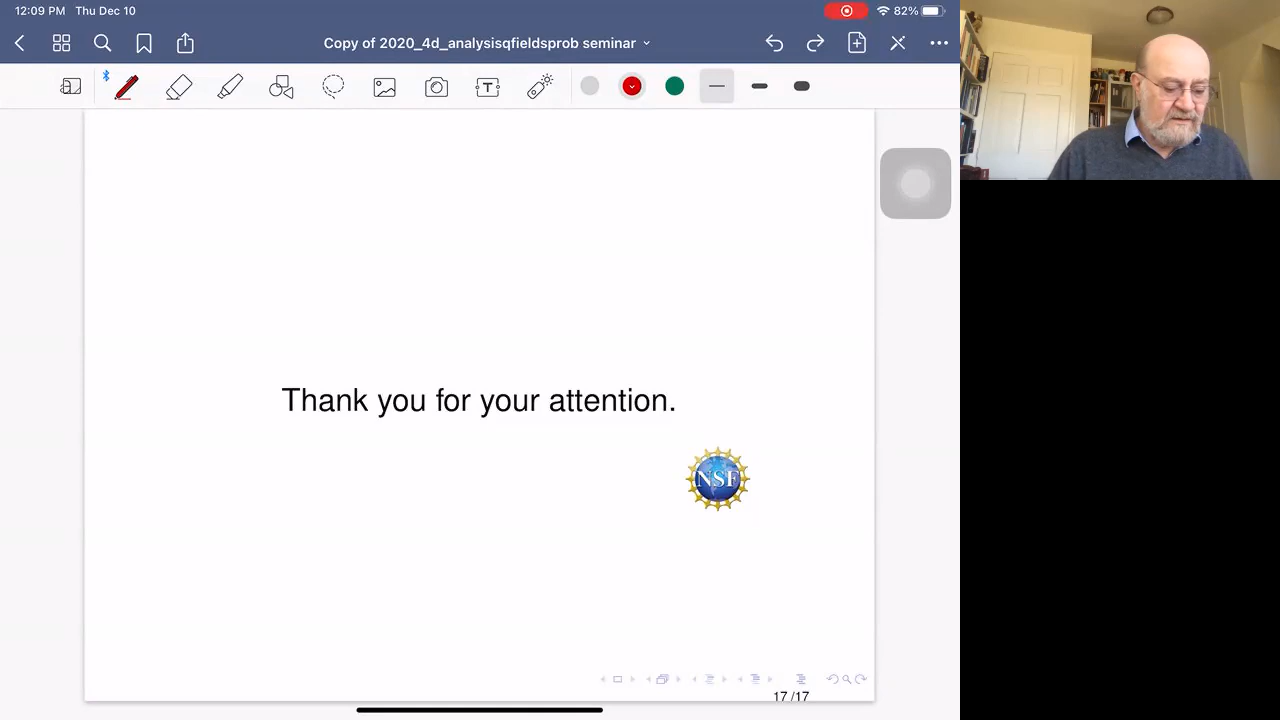 12:09 PM Thu Dec 10
82%
Copy of 2020_4d_analysisqfieldsprob seminar
T
Thank you for your attention.
NSF
17/17